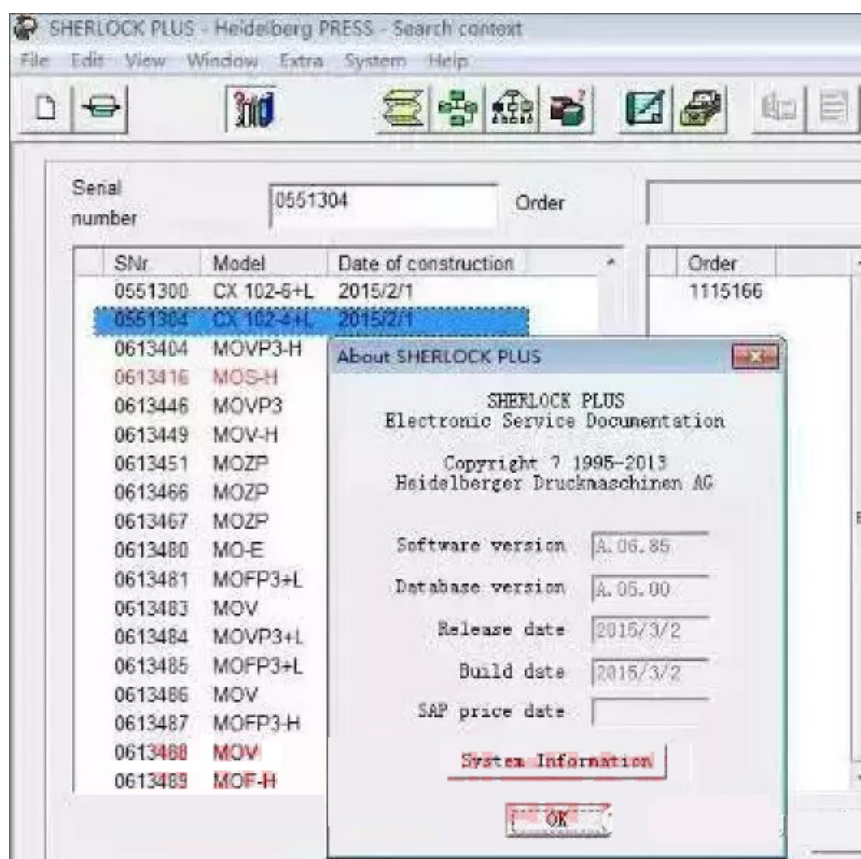 SHERLOCK PLUS - Heidelberg PRESS - Search context
File Edit View Window Extra System Help
Serial number
0551304
Order
SNr Model Date of construction
Order
0551300 CX 102-6+L 2015/2/1
1115166
0551304 CX 102-4+L 2015/2/1
0613404 MOVP3-H
0613416 MOS-H
0613446 MOVP3
0613449 MOV-H
0613451 MOZP
0613466 MOZP
0613467 MOZP
0613480 MO-E
0613481 MOFP3+L
0613483 MOV
0613484 MOVP3+L
0613485 MOFP3+L
0613486 MOV
0613487 MOFP3-H
0613488 MOV
0613489 MOF-H
About SHERLOCK PLUS
SHERLOCK PLUS
Electronic Service Documentation
Copyright ? 1995-2013
Heidelberger Druckmaschinen AG
Software version A.06.85
Database version A.05.00
Release date 2015/3/2
Build date 2015/3/2
SAP price date
System Information
OK